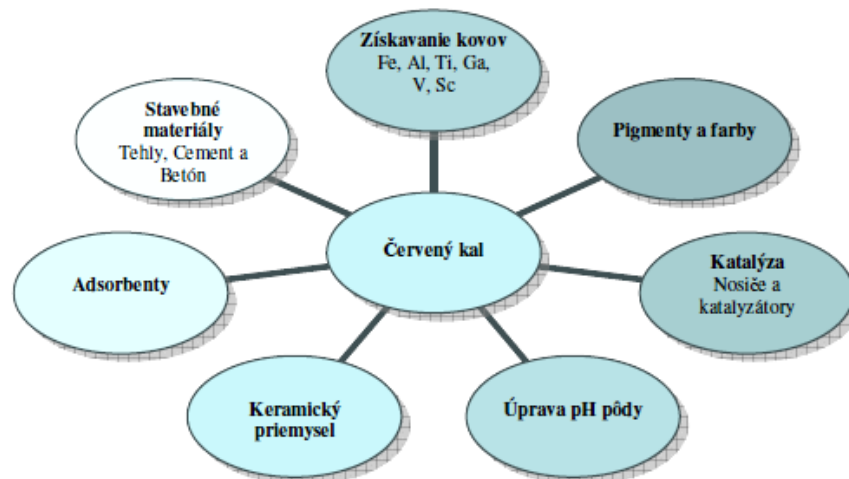 Získavanie kovov
Fe, Al, Ti, Ga,
V, Sc
Stavebné
materiály
Tehly, Cement a
Betón
Pigmenty a farby
Červený kal
Adsorbenty
Katalýza
Nosiče a
katalyzátory
Keramický
priemysel
Úprava pH pôdy